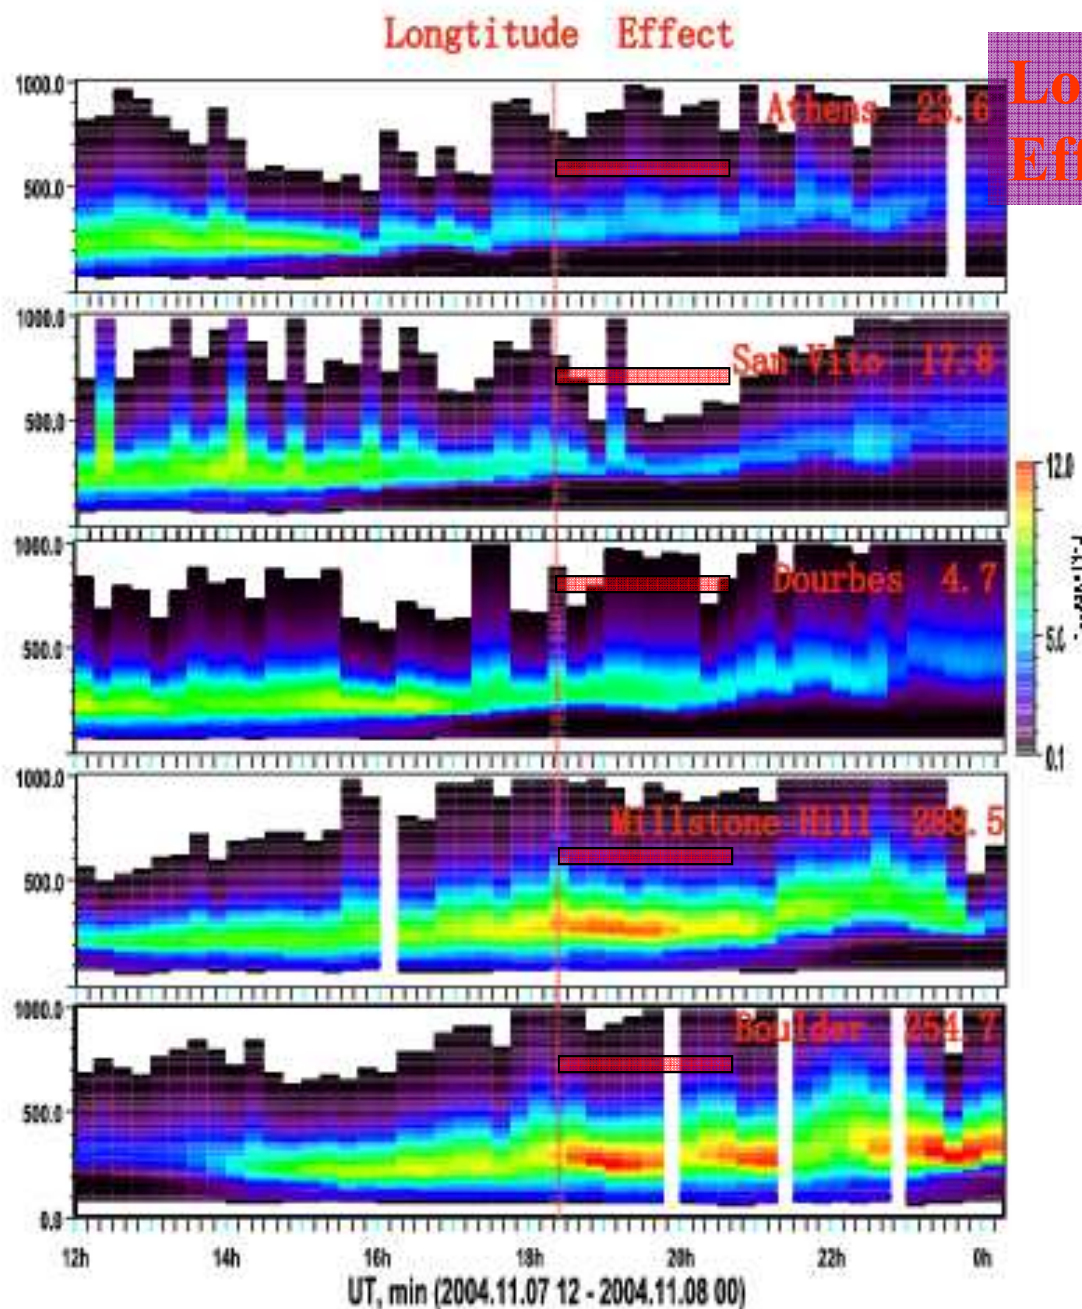 Longtitude Effect
Lo
Eff
1000.0
Athens 23.6
500.0
1000.0
San Vito 17.8
500.0
12.0
1000.0
Dourbes 4.7
500.0
5.0
0.1
1000.0
Millstone Hill 288.5
500.0
1000.0
Boulder 254.7
500.0
0.0
12h 14h 16h 18h 20h 22h 0h
UT, min (2004.11.07 12 - 2004.11.08 00)